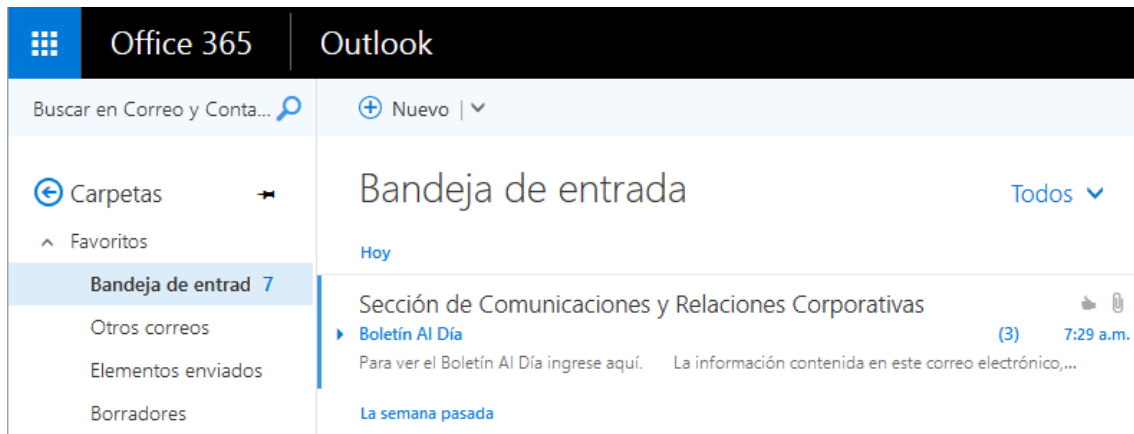 Office 365 Outlook
Buscar en Correo y Conta...
Nuevo
Carpetas
Favoritos
Bandeja de entrad 7
Otros correos
Elementos enviados
Borradores
Bandeja de entrada
Todos
Hoy
Sección de Comunicaciones y Relaciones Corporativas
Boletín Al Día (3) 7:29 a.m.
Para ver el Boletín Al Día ingrese aquí. La información contenida en este correo electrónico,...
La semana pasada